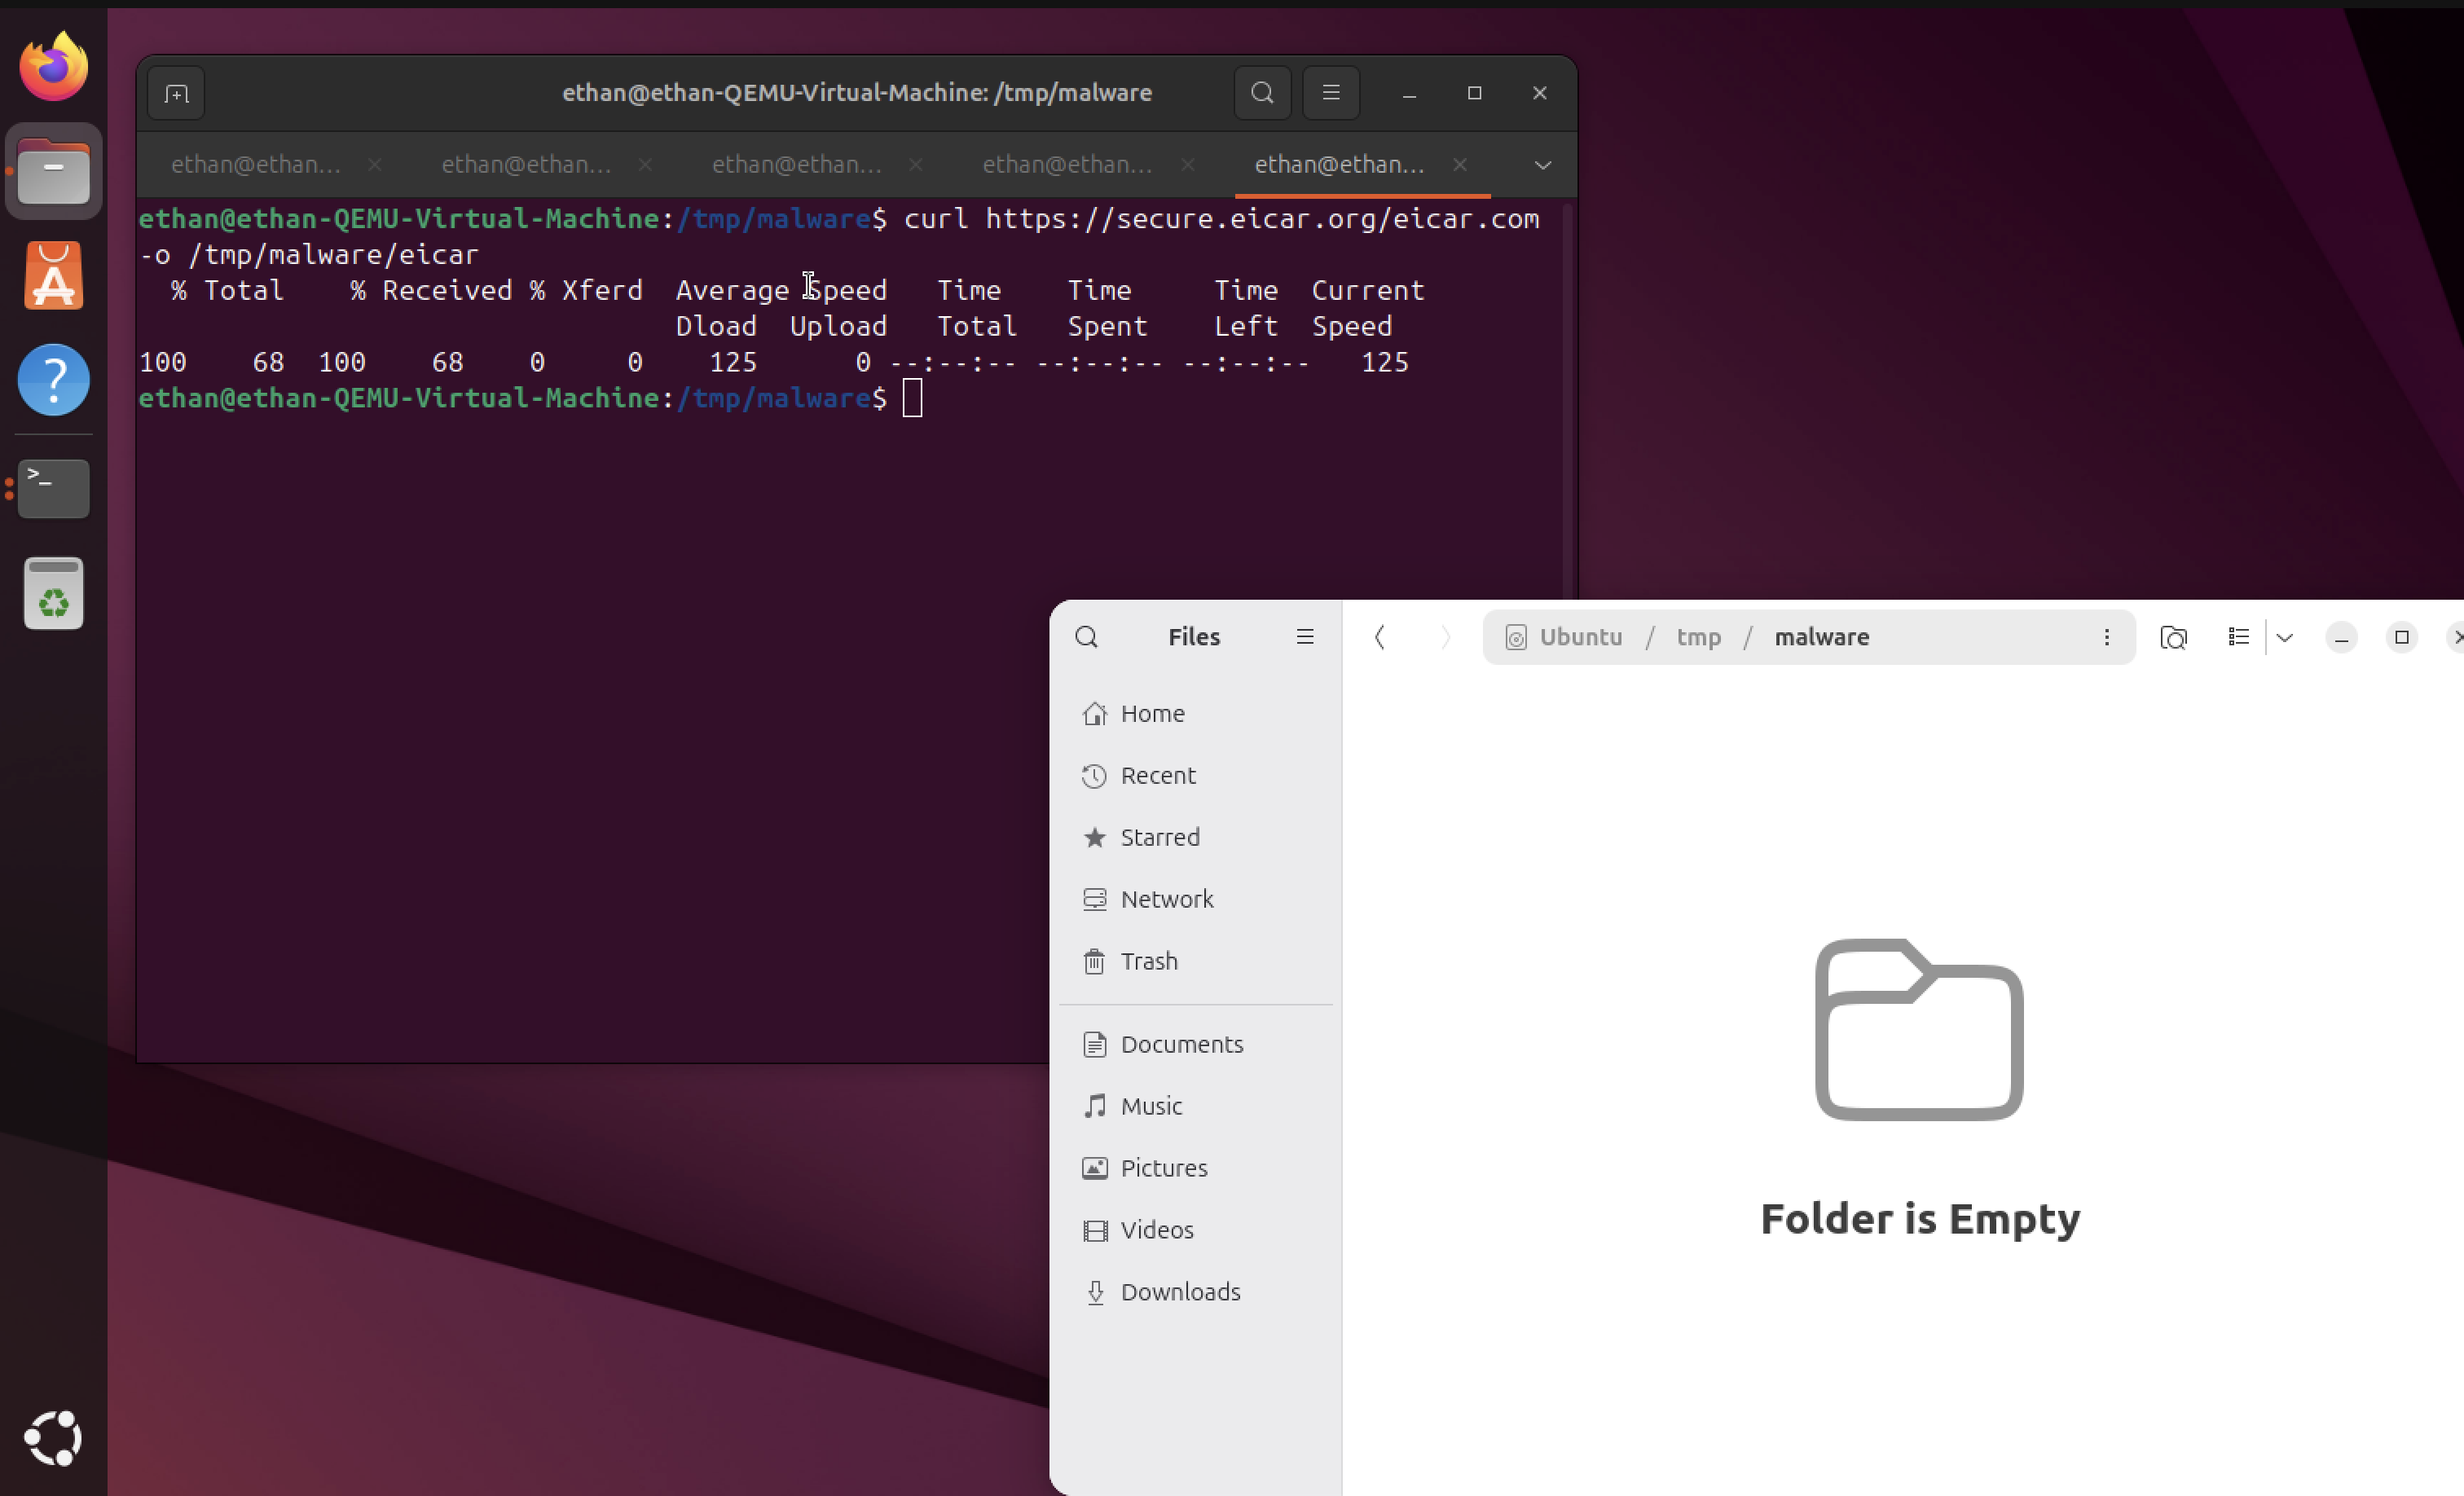 ethan@ethan-QEMU-Virtual-Machine: /tmp/malware
ethan@ethan... ethan@ethan... ethan@ethan... ethan@ethan... ethan@ethan...
ethan@ethan-QEMU-Virtual-Machine:/tmp/malware$ curl https://secure.eicar.org/eicar.com
-o /tmp/malware/eicar
% Total % Received % Xferd Average Speed Time Time Time Current
Dload Upload Total Spent Left Speed
100 68 100 68 0 0 125 0 --:--:-- --:--:-- --:--:-- 125
ethan@ethan-QEMU-Virtual-Machine:/tmp/malware$
Files
Ubuntu / tmp / malware
Home
Recent
Starred
Network
Trash
Documents
Music
Pictures
Videos
Downloads
Folder is Empty